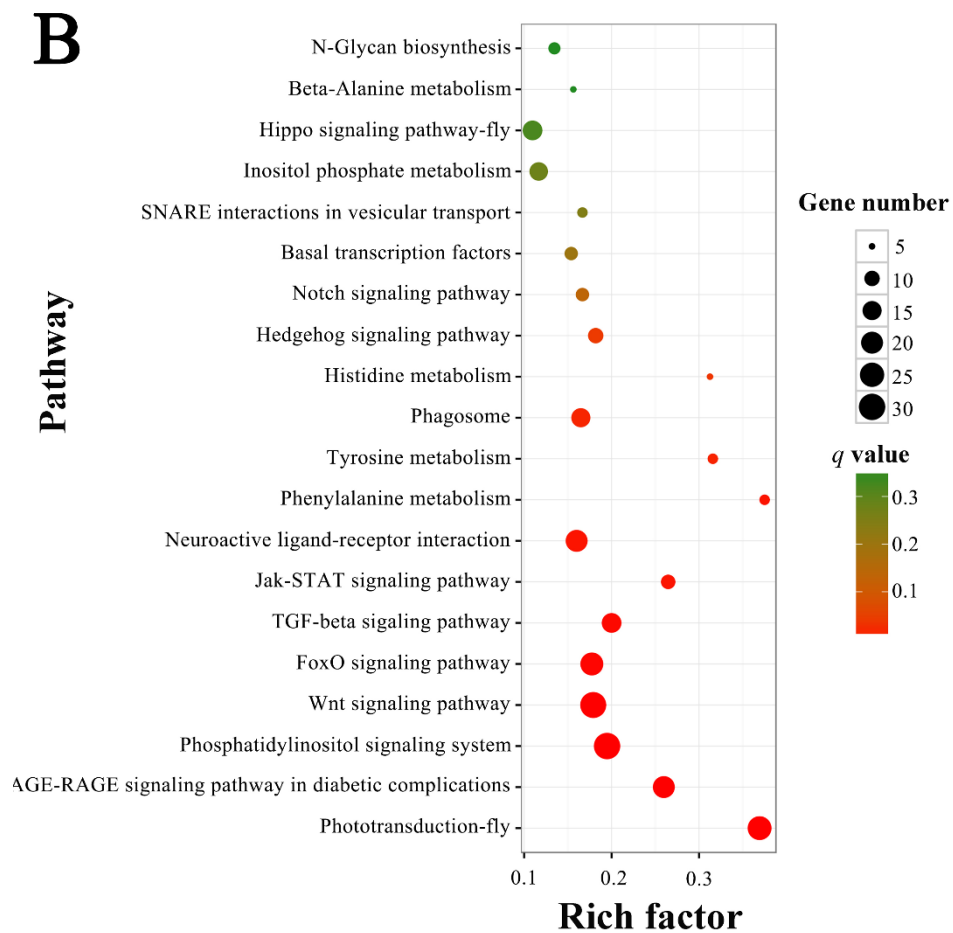 B
N-Glycan biosynthesis
Beta-Alanine metabolism
Hippo signaling pathway-fly
Inositol phosphate metabolism
SNARE interactions in vesicular transport
Basal transcription factors
Notch signaling pathway
Hedgehog signaling pathway
Histidine metabolism
Phagosome
Tyrosine metabolism
Phenylalanine metabolism
Neuroactive ligand-receptor interaction
Jak-STAT signaling pathway
TGF-beta sigaling pathway
FoxO signaling pathway
Wnt signaling pathway
Phosphatidylinositol signaling system
AGE-RAGE signaling pathway in diabetic complications
Phototransduction-fly
Pathway
0.1 0.2 0.3
Rich factor
Gene number
5
10
15
20
25
30
q value
0.3
0.2
0.1